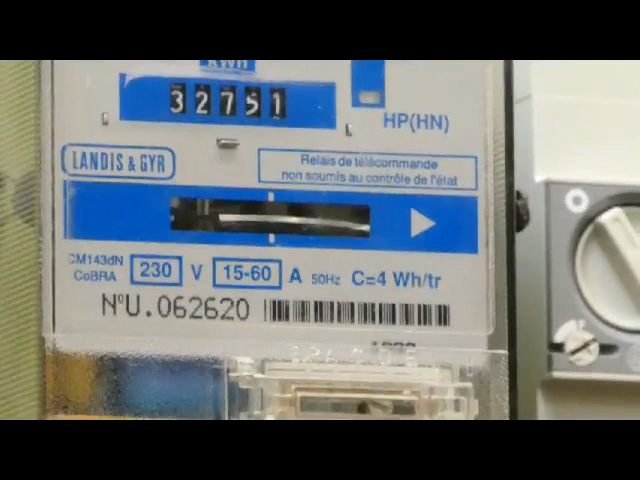 KWH
32751
HP(HN)
LANDIS & GYR
Relais de télécommande
non soumis au contrôle de l'état
CM143dN
CoBRA
230 V 15-60 A 50Hz C=4 Wh/tr
N°U.062620